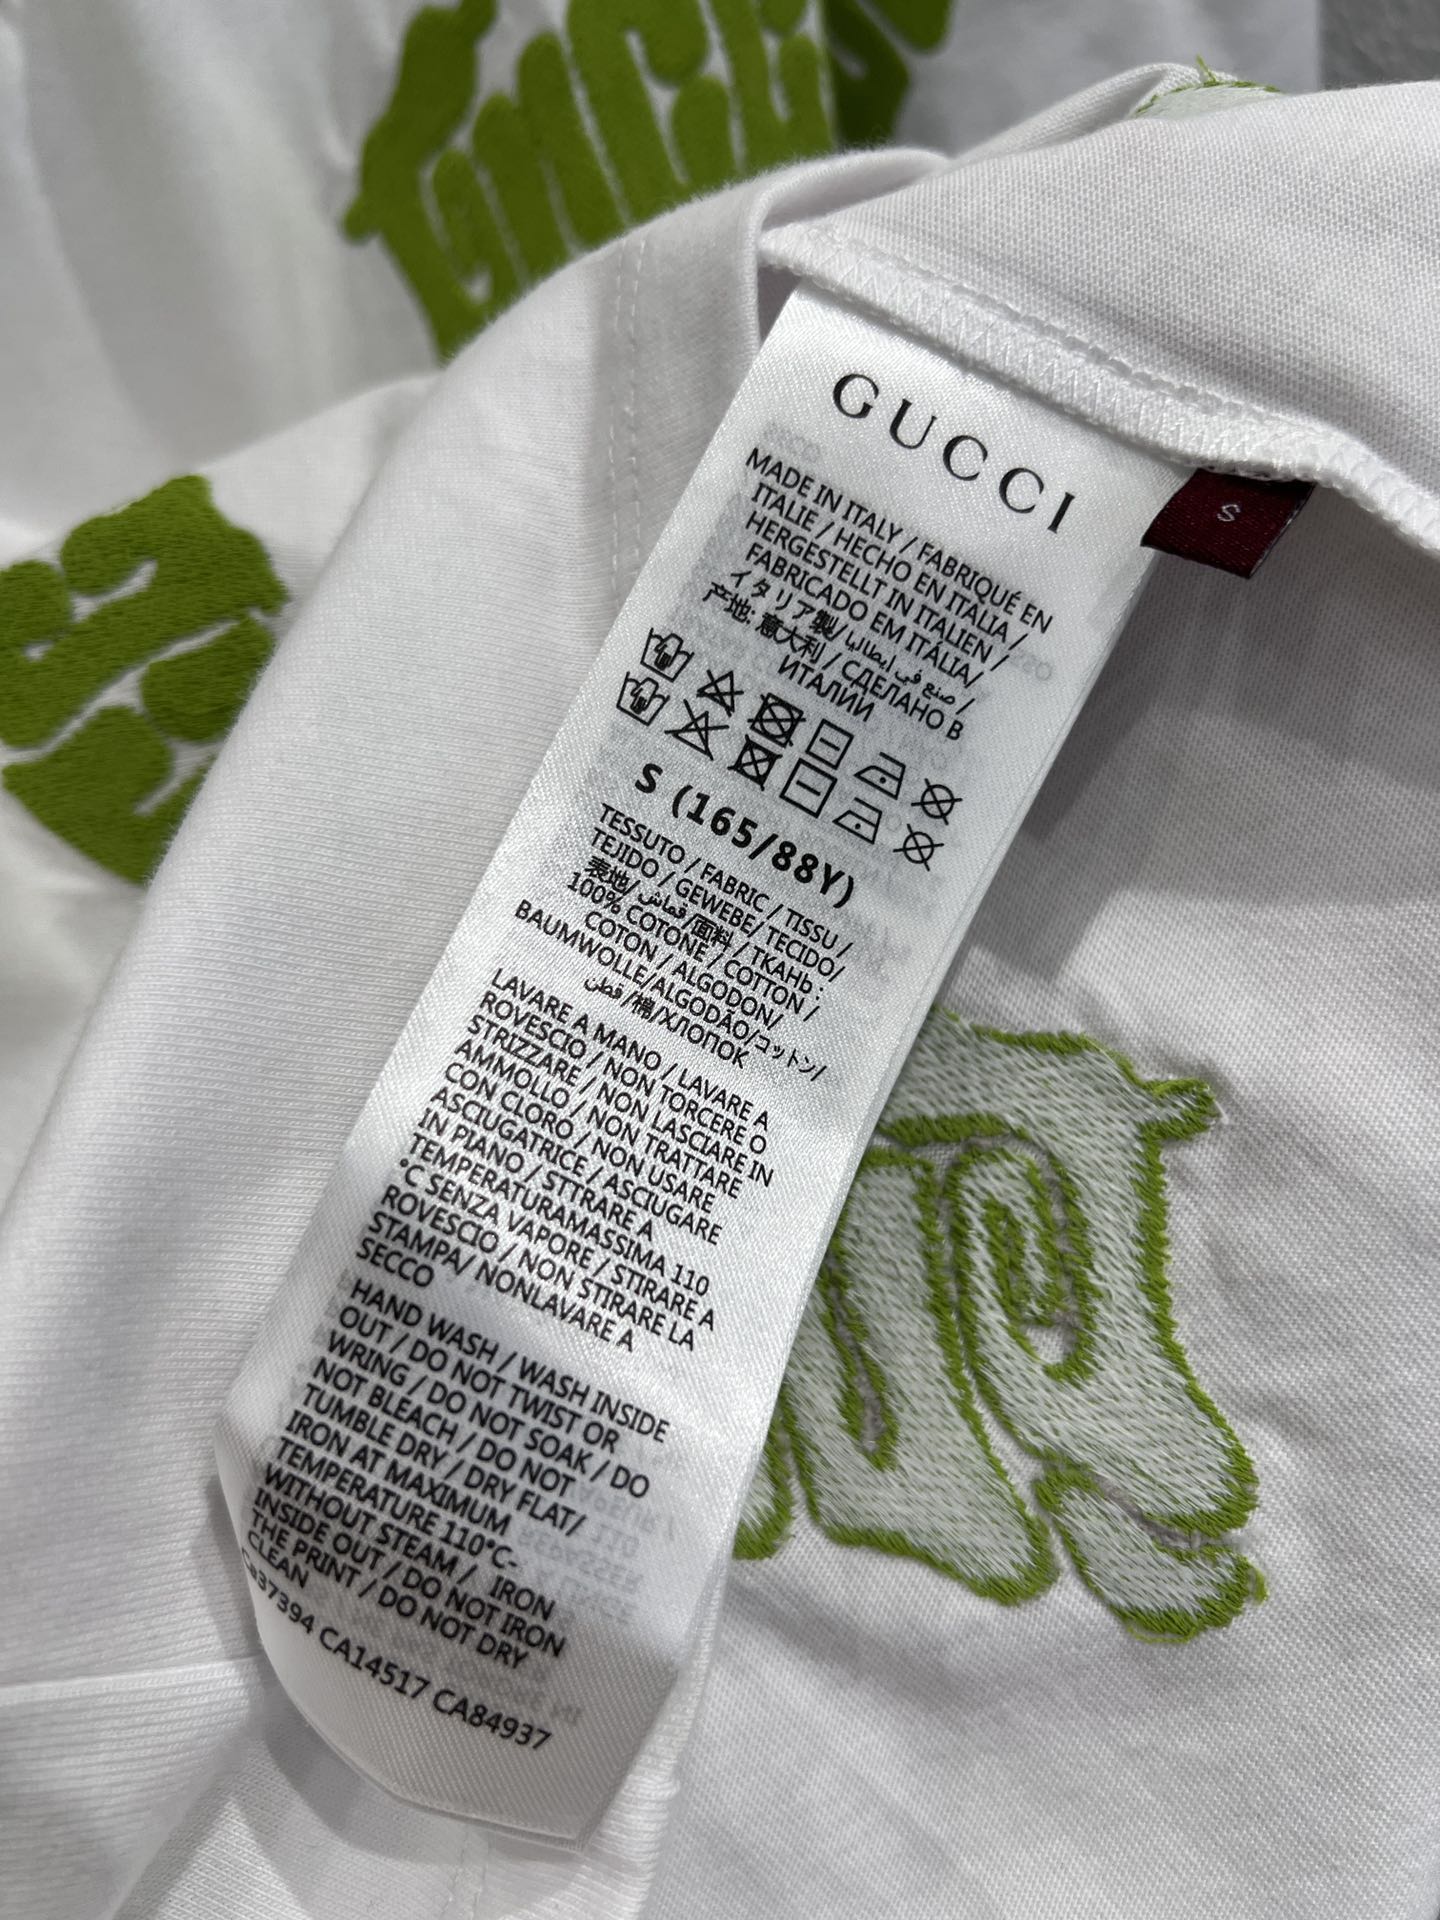 GUCCI
MADE IN ITALY / FABRIQUÉ EN
ITALIE / HECHO EN ITALIA /
HERGESTELLT IN ITALIEN /
FABRICADO EM ITÁLIA/
イタリア製/صنع في ايطاليا /
产地: 意大利 / СДЕЛАНО В
ИТАЛИИ
S
S (165/88Y)
TESSUTO / FABRIC / TISSU /
TEJIDO / GEWEBE/ TECIDO/
表地/ قماش/面料 / ТКАНЬ :
100% COTONE / COTTON /
COTON / ALGODON/
BAUMWOLLE/ALGODÃO/コットン/
قطن /棉/ХЛОПОК
LAVARE A MANO / LAVARE A
ROVESCIO / NON TORCERE O
STRIZZARE / NON LASCIARE IN
AMMOLLO / NON TRATTARE
CON CLORO / NON USARE
ASCIUGATRICE / ASCIUGARE
IN PIANO / STTRARE A
TEMPERATURAMASSIMA 110
°C SENZA VAPORE / STIRARE A
ROVESCIO / NON STIRARE LA
STAMPA/ NONLAVARE A
SECCO
HAND WASH / WASH INSIDE
OUT / DO NOT TWIST OR
WRING / DO NOT SOAK / DO
NOT BLEACH / DO NOT
TUMBLE DRY / DRY FLAT/
IRON AT MAXIMUM
TEMPERATURE 110°C-
WITHOUT STEAM / IRON
INSIDE OUT / DO NOT IRON
THE PRINT / DO NOT DRY
CLEAN
Ca37394 CA14517 CA84937